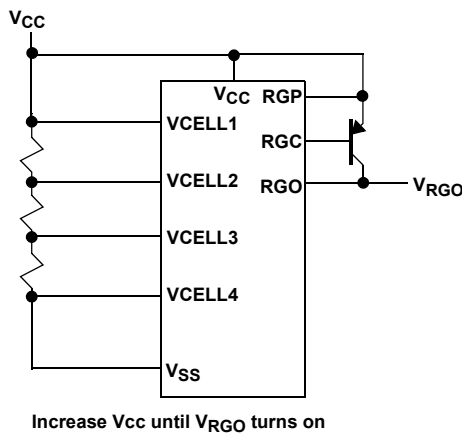 VCC
VCC
RGP
VCELL1
RGC
VCELL2
RGO
VRGO
VCELL3
VCELL4
VSS
Increase Vcc until VRGO turns on